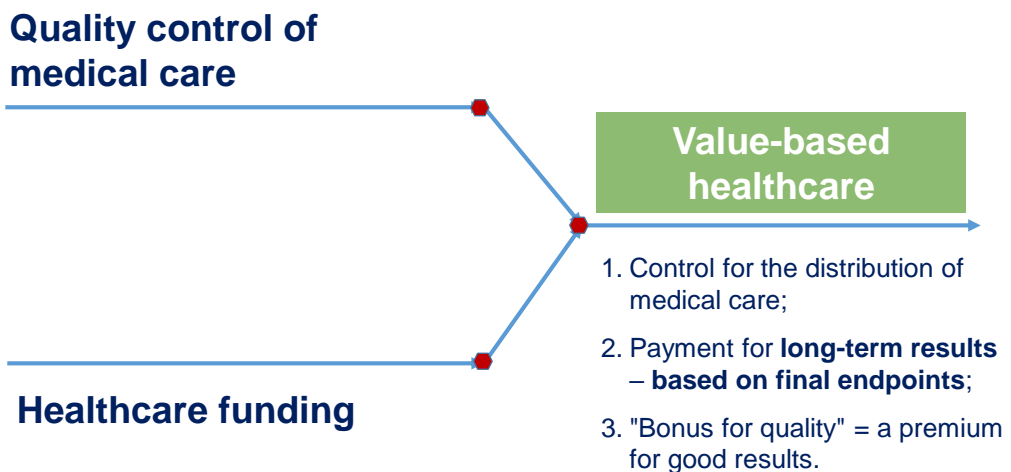 Quality control of
medical care
Value-based
healthcare
1. Control for the distribution of
medical care;
2. Payment for long-term results
– based on final endpoints;
3. "Bonus for quality" = a premium
for good results.
Healthcare funding